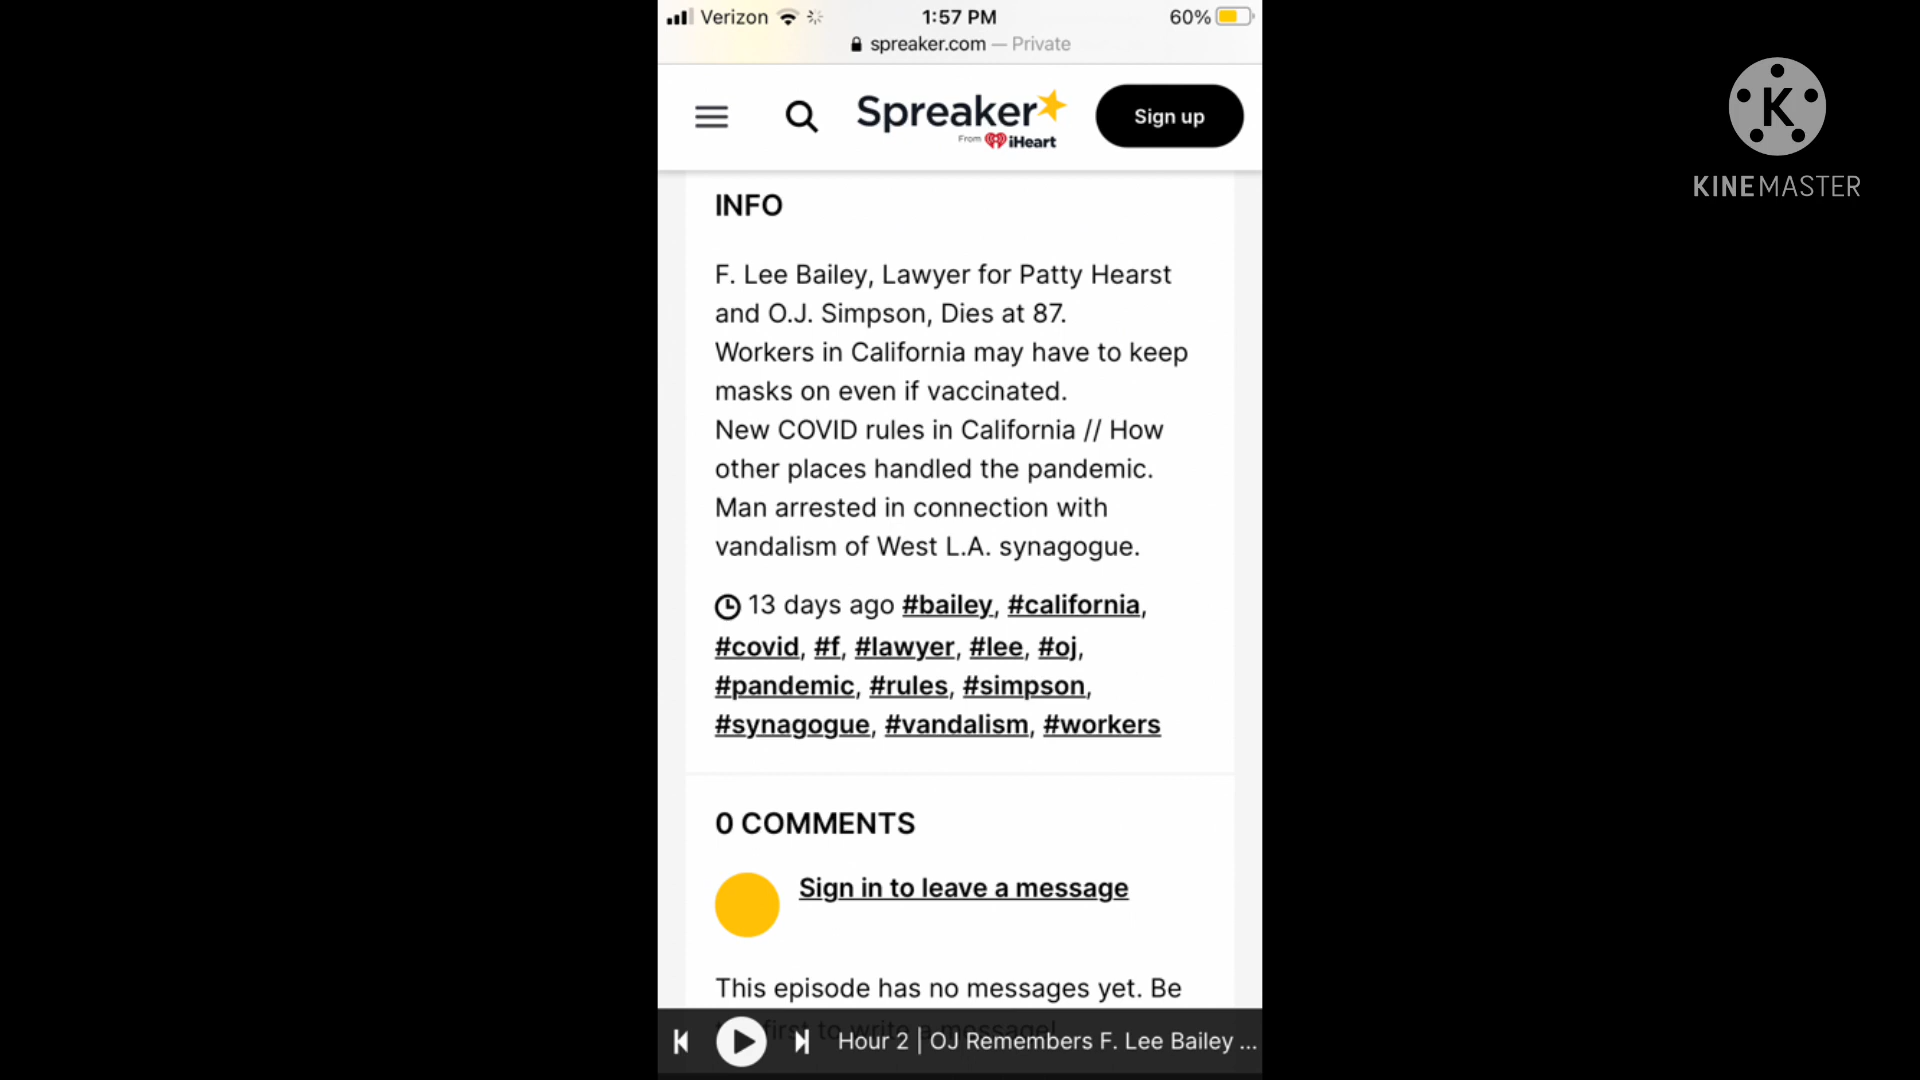 Verizon 1:57 PM 60%
spreaker.com — Private
Spreaker
From iHeart
Sign up
K
KINEMASTER
INFO
F. Lee Bailey, Lawyer for Patty Hearst
and O.J. Simpson, Dies at 87.
Workers in California may have to keep
masks on even if vaccinated.
New COVID rules in California // How
other places handled the pandemic.
Man arrested in connection with
vandalism of West L.A. synagogue.
13 days ago #bailey, #california,
#covid, #f, #lawyer, #lee, #oj,
#pandemic, #rules, #simpson,
#synagogue, #vandalism, #workers
0 COMMENTS
Sign in to leave a message
This episode has no messages yet. Be
first to write a message!
Hour 2 | OJ Remembers F. Lee Bailey ...